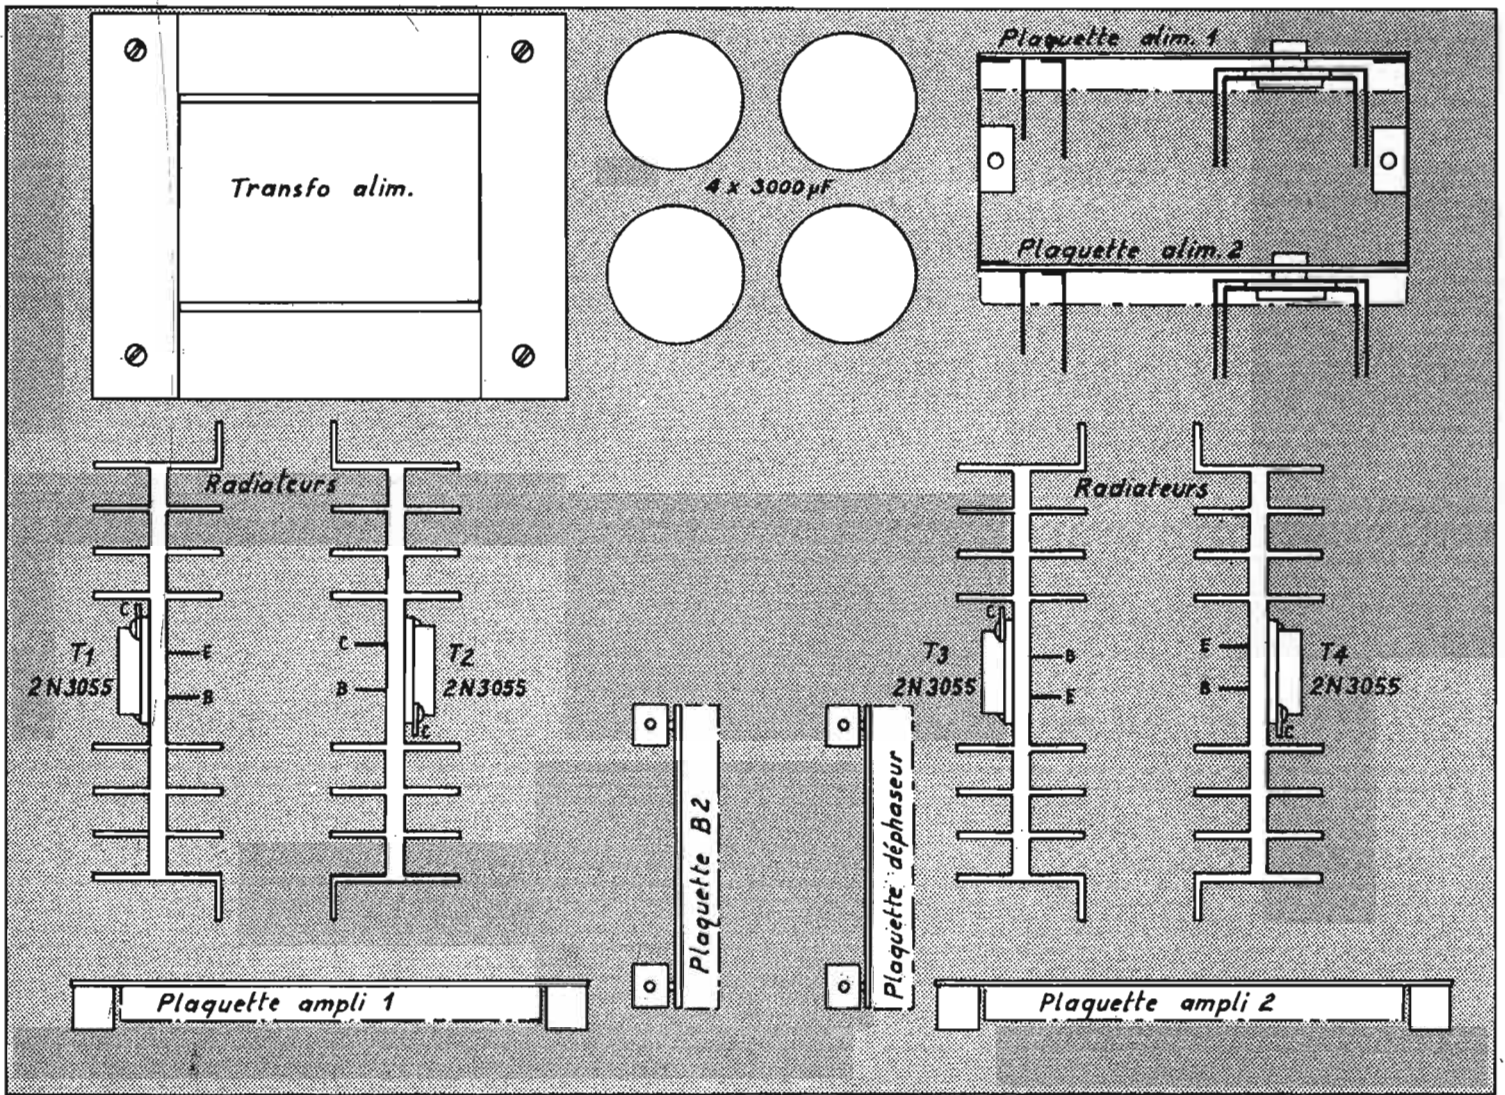 Plaquette alim. 1
Transfo alim.
4 x 3000 µF
Plaquette alim. 2
Radiateurs
Radiateurs
C
E
B
T1
2N3055
C
B
T2
2N3055
C
C
B
E
T3
2N3055
E
B
T4
2N3055
C
Plaquette B2
Plaquette déphaseur
Plaquette ampli 1
Plaquette ampli 2